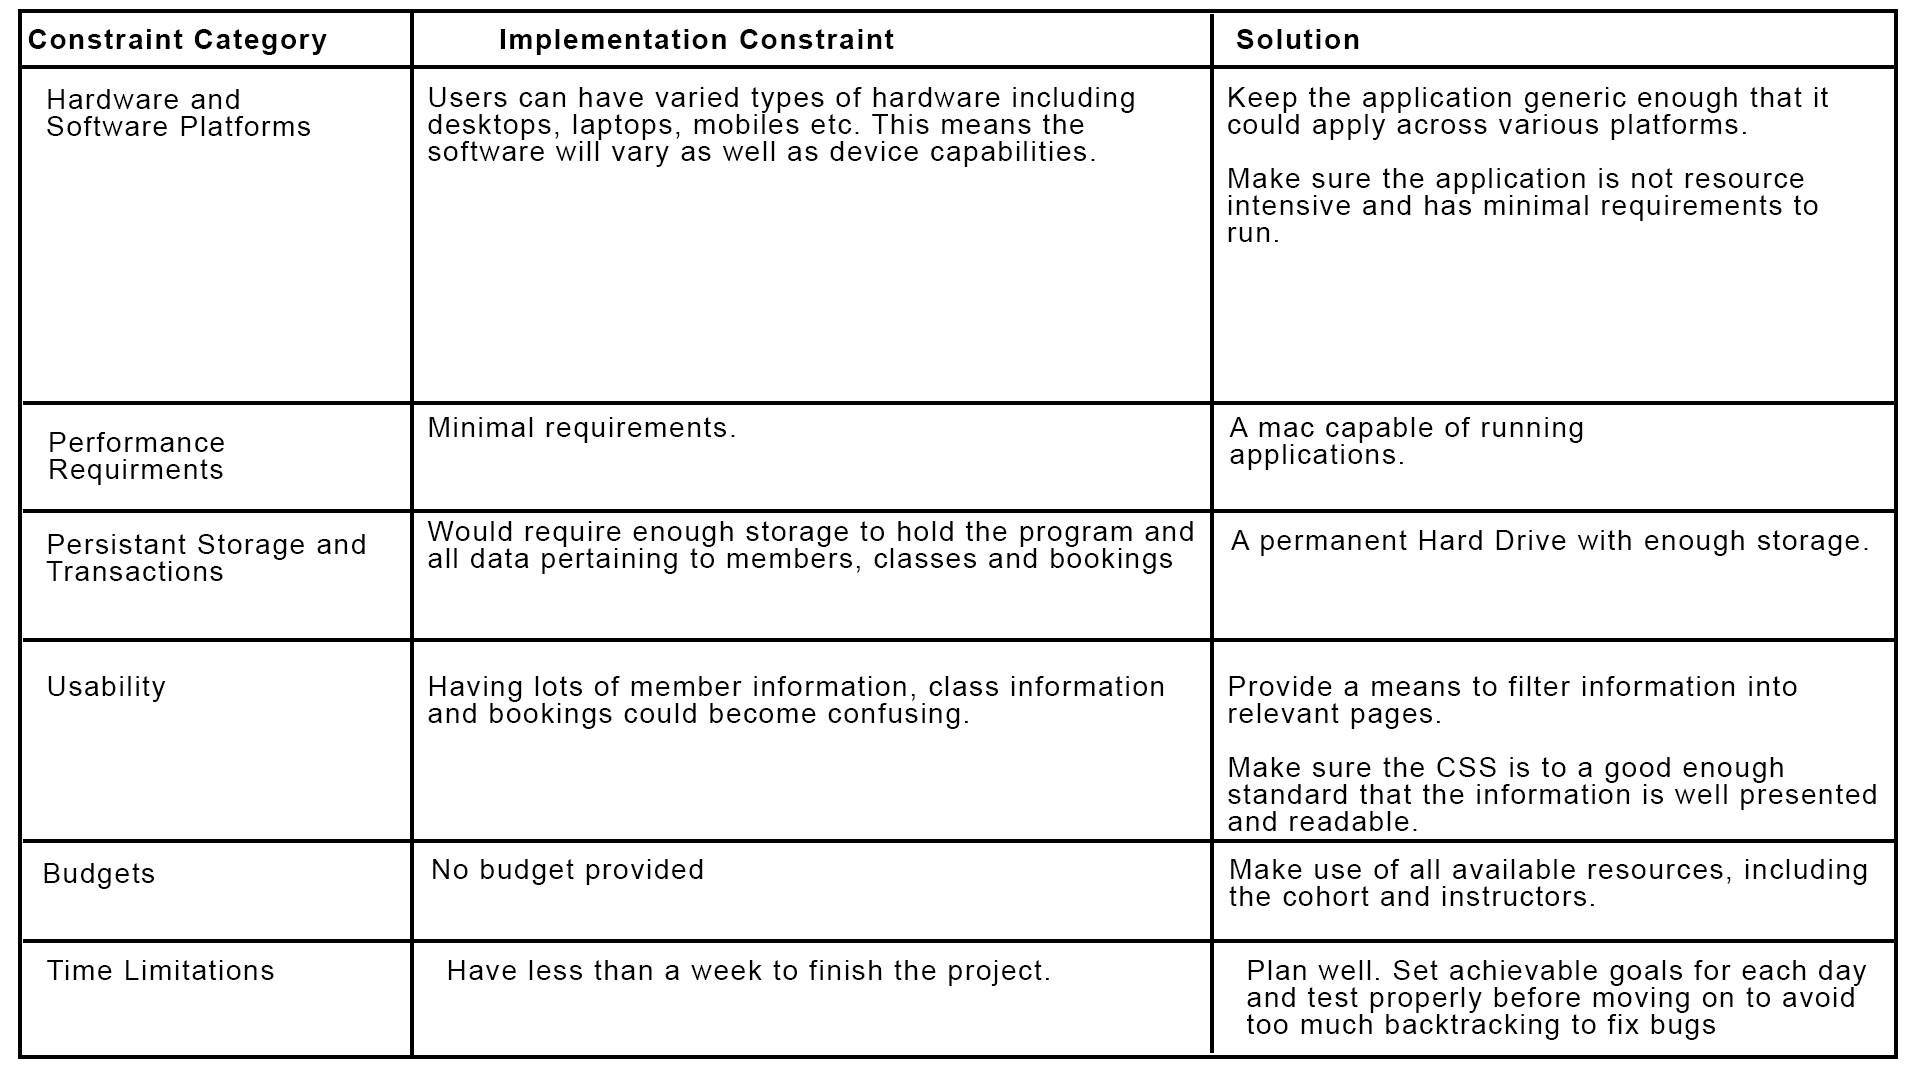 Constraint Category
Implementation Constraint
Solution
Hardware and
Software Platforms
Users can have varied types of hardware including
desktops, laptops, mobiles etc. This means the
software will vary as well as device capabilities.
Keep the application generic enough that it
could apply across various platforms.
Make sure the application is not resource
intensive and has minimal requirements to
run.
Performance
Requirments
Minimal requirements.
A mac capable of running
applications.
Persistant Storage and
Transactions
Would require enough storage to hold the program and
all data pertaining to members, classes and bookings
A permanent Hard Drive with enough storage.
Usability
Having lots of member information, class information
and bookings could become confusing.
Provide a means to filter information into
relevant pages.
Make sure the CSS is to a good enough
standard that the information is well presented
and readable.
Budgets
No budget provided
Make use of all available resources, including
the cohort and instructors.
Time Limitations
Have less than a week to finish the project.
Plan well. Set achievable goals for each day
and test properly before moving on to avoid
too much backtracking to fix bugs